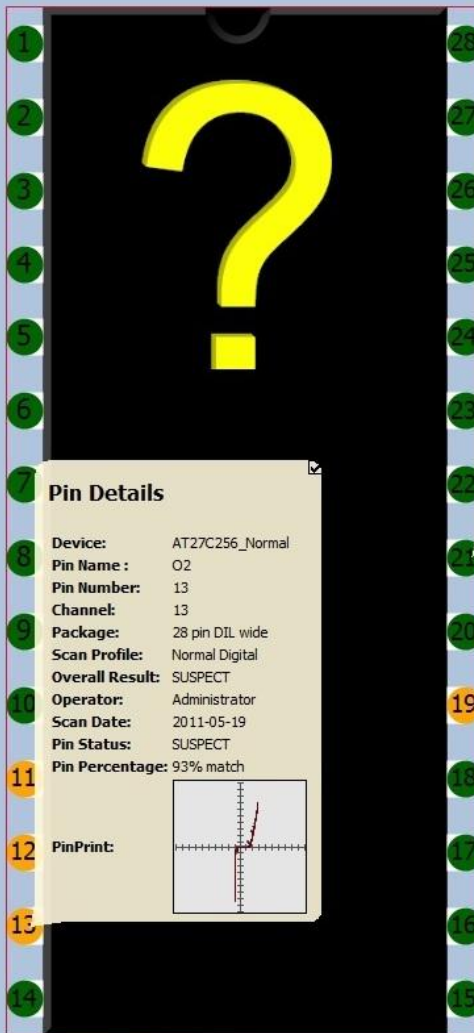 1
28
2
27
3
26
4
25
5
24
6
23
7
22
8
21
9
20
10
19
11
18
12
17
13
16
14
15
?
Pin Details
Device: AT27C256_Normal
Pin Name : O2
Pin Number: 13
Channel: 13
Package: 28 pin DIL wide
Scan Profile: Normal Digital
Overall Result: SUSPECT
Operator: Administrator
Scan Date: 2011-05-19
Pin Status: SUSPECT
Pin Percentage: 93% match
PinPrint: